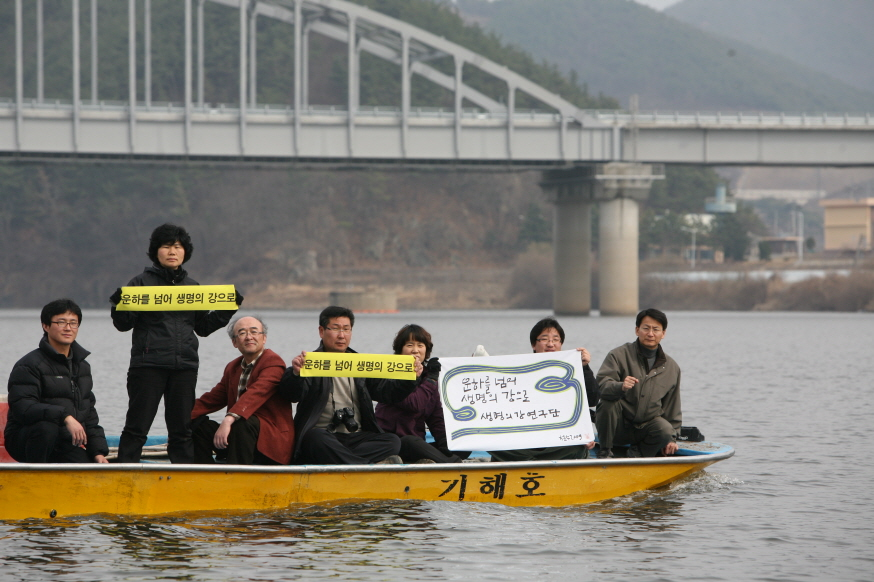 운하를 넘어 생명의 강으로
운하를 넘어 생명의 강으로
운하를 넘어
생명의 강으로
생명의 강 연구단
기해호